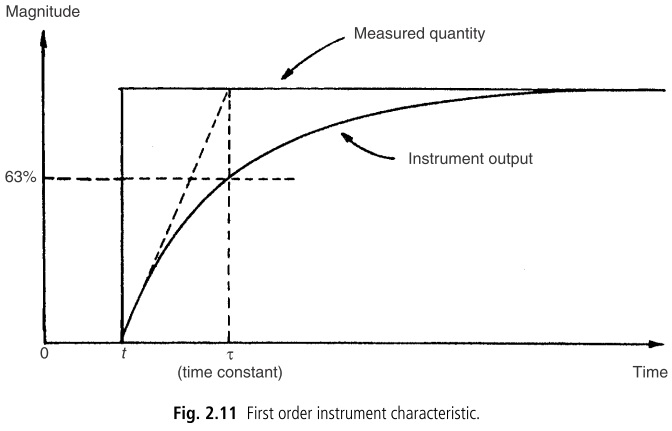 Magnitude
Measured quantity
Instrument output
63%
0
t
τ
(time constant)
Time
Fig. 2.11 First order instrument characteristic.